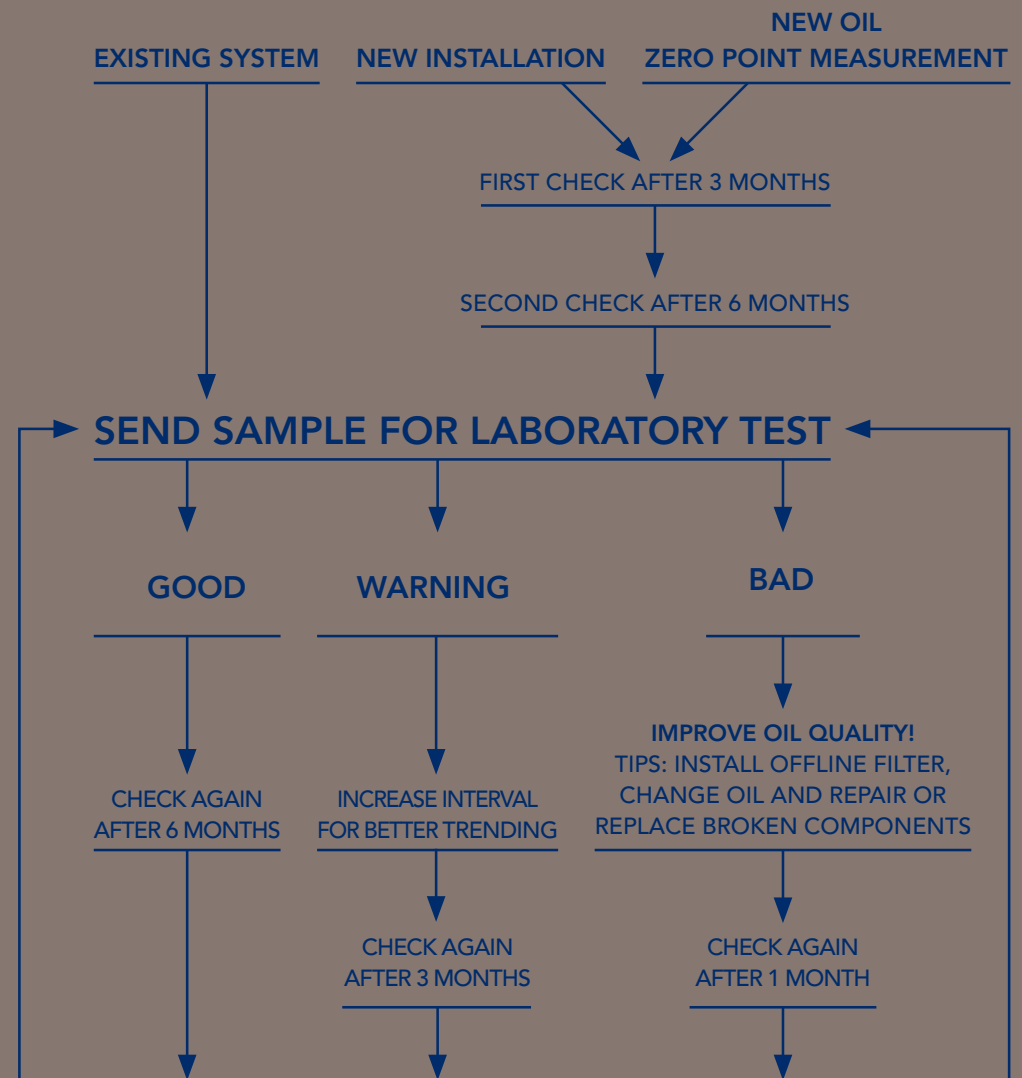 EXISTING SYSTEM
NEW INSTALLATION
NEW OIL
ZERO POINT MEASUREMENT
FIRST CHECK AFTER 3 MONTHS
SECOND CHECK AFTER 6 MONTHS
SEND SAMPLE FOR LABORATORY TEST
GOOD
WARNING
BAD
CHECK AGAIN
AFTER 6 MONTHS
INCREASE INTERVAL
FOR BETTER TRENDING
IMPROVE OIL QUALITY!
TIPS: INSTALL OFFLINE FILTER,
CHANGE OIL AND REPAIR OR
REPLACE BROKEN COMPONENTS
CHECK AGAIN
AFTER 3 MONTHS
CHECK AGAIN
AFTER 1 MONTH